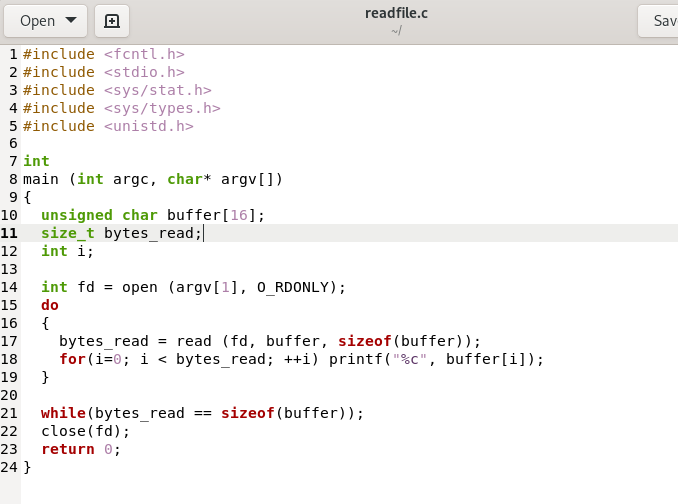 Open
readfile.c
~/
Sav
1 #include <fcntl.h>
2 #include <stdio.h>
3 #include <sys/stat.h>
4 #include <sys/types.h>
5 #include <unistd.h>
6
7 int
8 main (int argc, char* argv[])
9 {
10   unsigned char buffer[16];
11   size_t bytes_read;
12   int i;
13
14   int fd = open (argv[1], O_RDONLY);
15   do
16   {
17     bytes_read = read (fd, buffer, sizeof(buffer));
18     for(i=0; i < bytes_read; ++i) printf("%c", buffer[i]);
19   }
20
21   while(bytes_read == sizeof(buffer));
22   close(fd);
23   return 0;
24 }